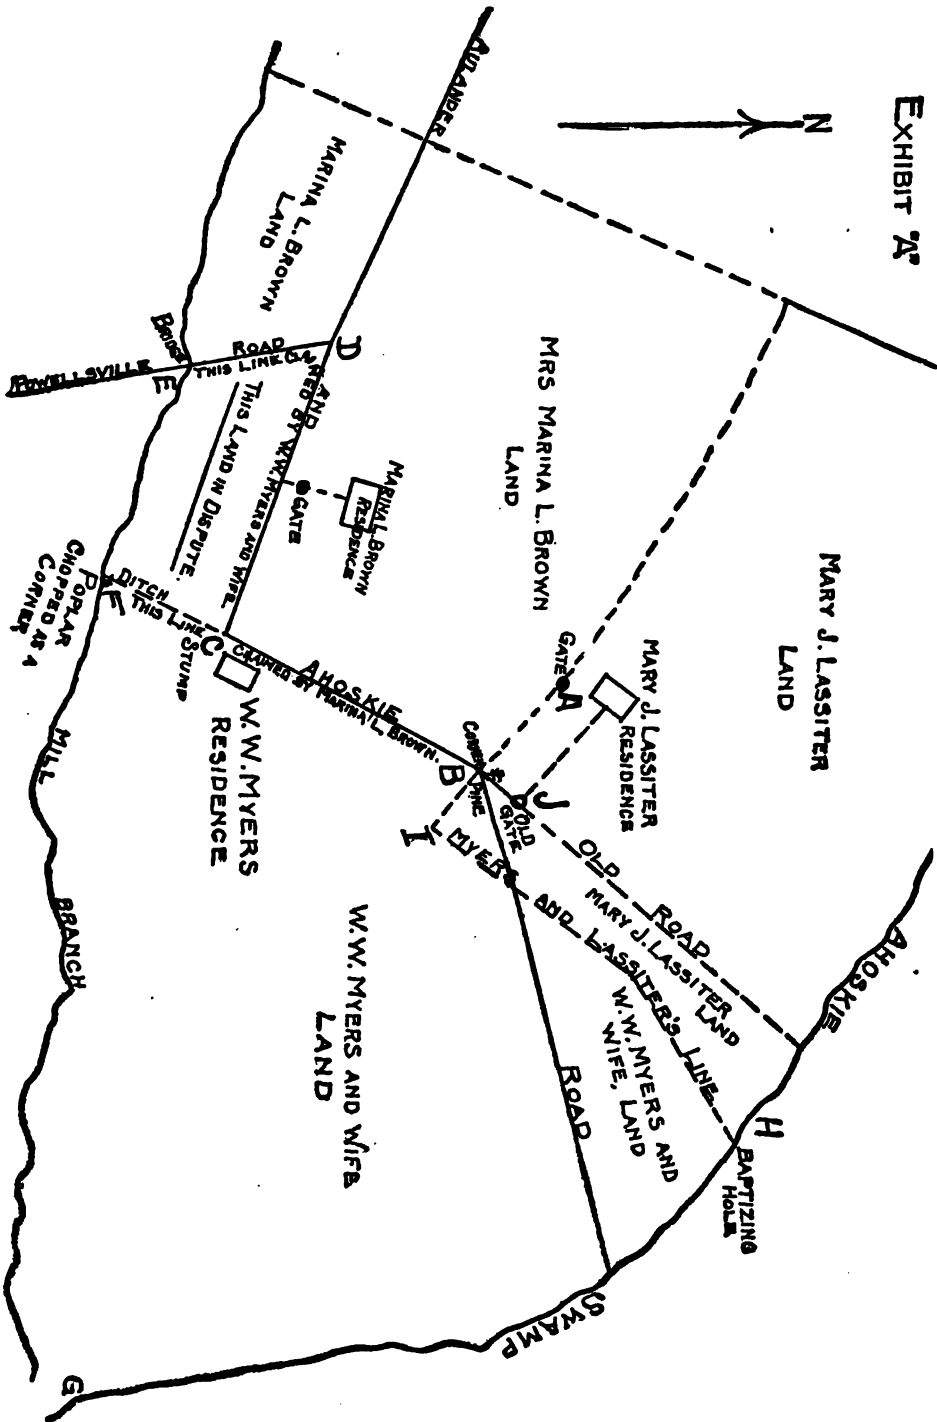 EXHIBIT "A"
N
AULANDER
MARINA L. BROWN
LAND
MRS MARINA L. BROWN
LAND
MARY J. LASSITER
LAND
D
BRIDGE
ROAD
THIS LINE CLAIMED BY W.W. MYERS AND WIFE.
E
POWELLSVILLE
THIS LAND IN DISPUTE.
GATE
MARINA L. BROWN
RESIDENCE
GATE
A
MARY J. LASSITER
RESIDENCE
POPLAR
CHOPPED AS A
CORNER
F
DITCH
THIS LINE
CLAIMED BY MARINA L. BROWN.
C
STUMP
AHOSKIE
W.W. MYERS
RESIDENCE
B
CORNER
PINE
J
OLD
GATE
I
OLD ROAD
MYERS AND LASSITER'S LINE
MARY J. LASSITER
LAND
W.W. MYERS AND
WIFE, LAND
ROAD
AHOSKIE
SWAMP
H
BAPTIZING
HOLE
W.W. MYERS AND WIFE
LAND
MILL
BRANCH
G